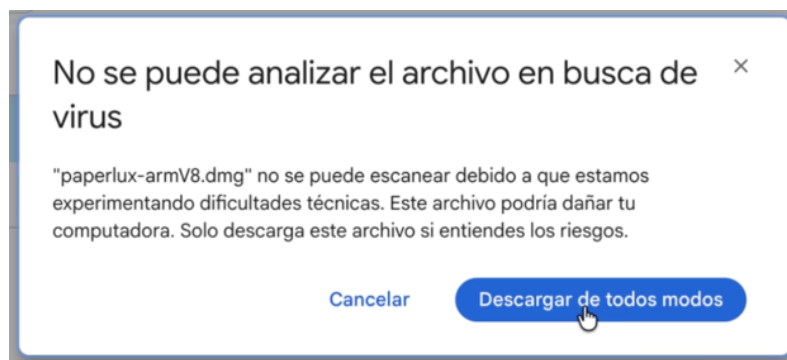 No se puede analizar el archivo en busca de
virus
"paperlux-armV8.dmg" no se puede escanear debido a que estamos
experimentando dificultades técnicas. Este archivo podría dañar tu
computadora. Solo descarga este archivo si entiendes los riesgos.
Cancelar Descargar de todos modos